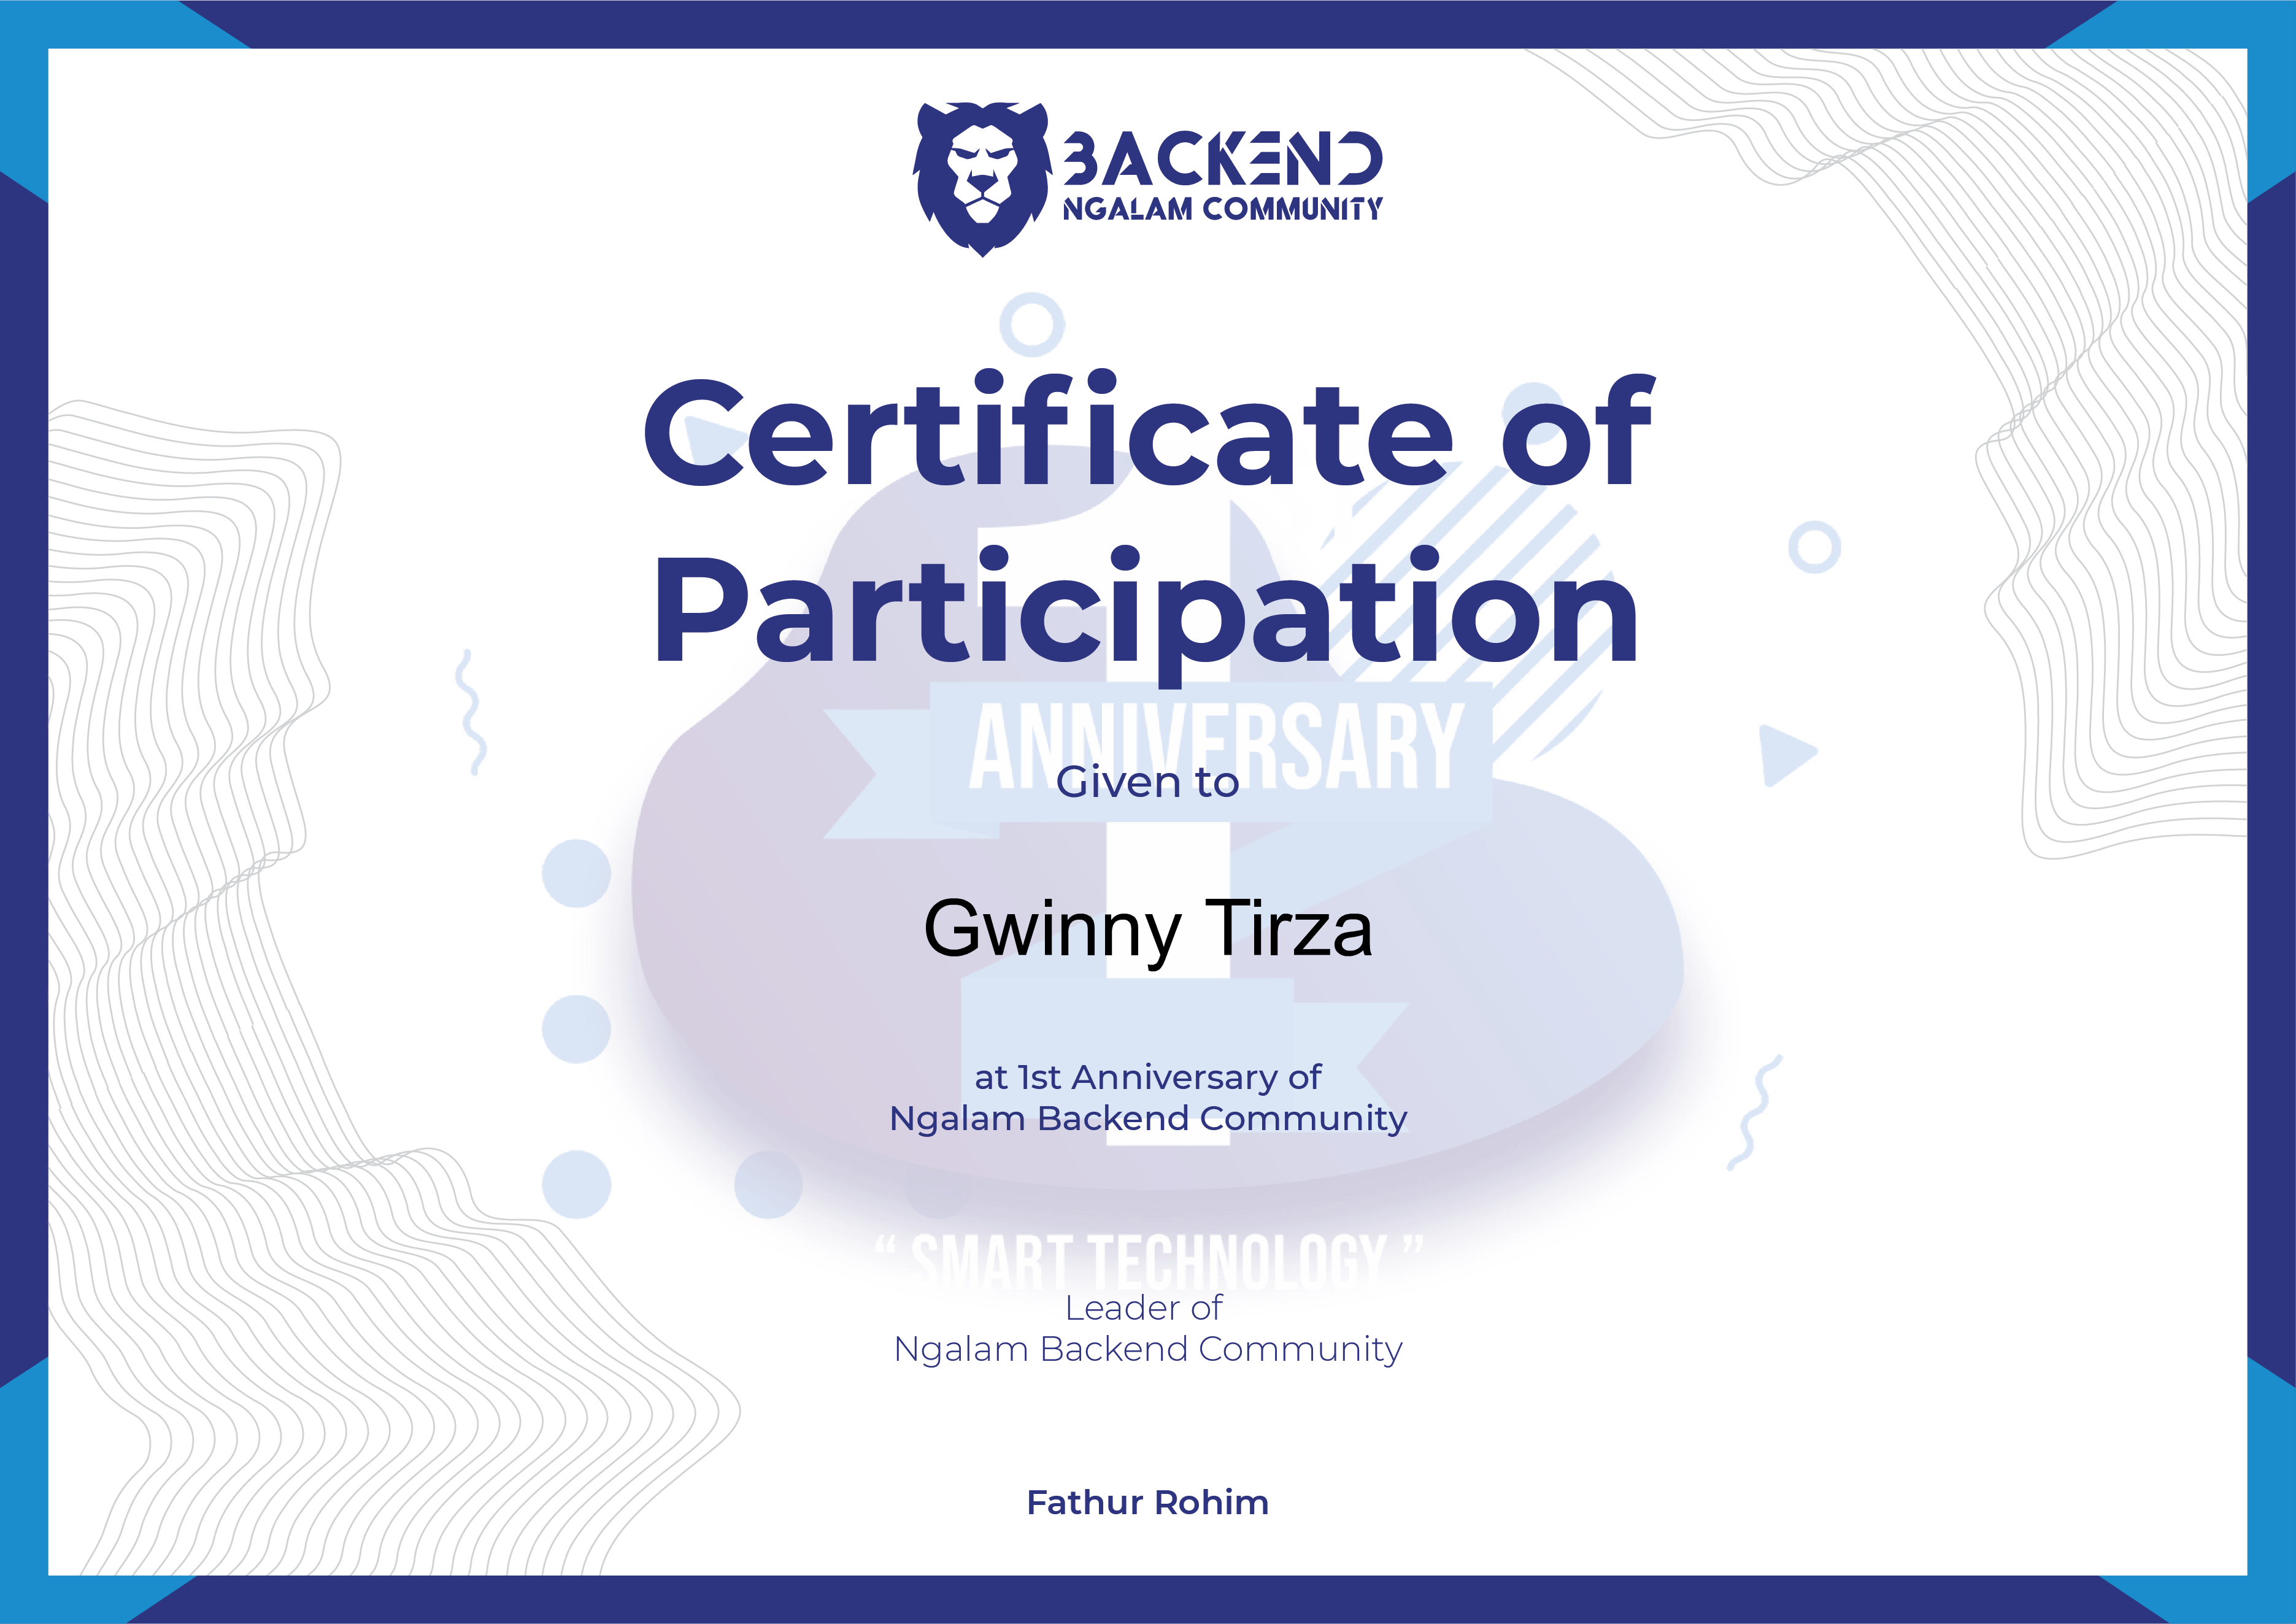 BACKEND
NGALAM COMMUNITY
Certificate of
Participation
ANNIVERSARY
Given to
Gwinny Tirza
at 1st Anniversary of
Ngalam Backend Community
“ SMART TECHNOLOGY ”
Leader of
Ngalam Backend Community
Fathur Rohim